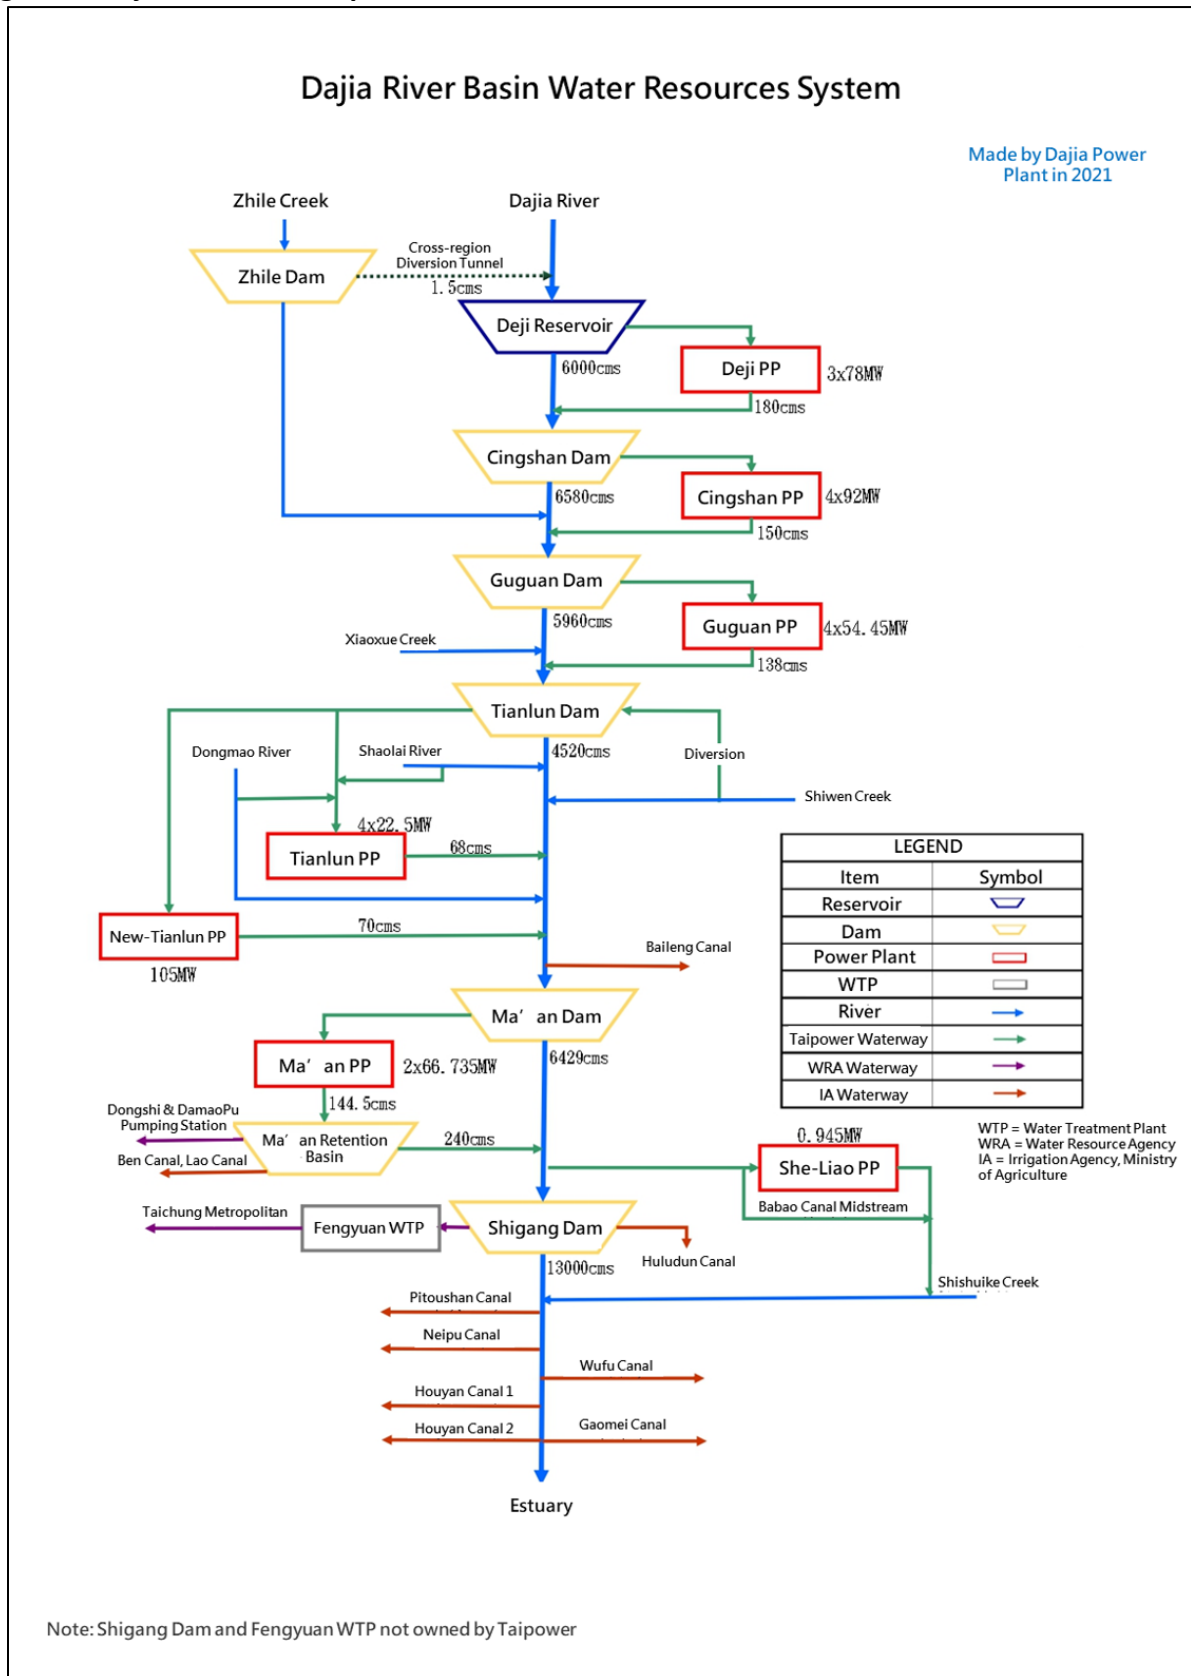 Dajia River Basin Water Resources System
Made by Dajia Power
Plant in 2021
Zhile Creek
Dajia River
Cross-region
Diversion Tunnel
Zhile Dam
1.5cms
Deji Reservoir
6000cms
Deji PP
3x78MW
180cms
Cingshan Dam
6580cms
Cingshan PP
4x92MW
150cms
Guguan Dam
5960cms
Guguan PP
4x54.45MW
Xiaoxue Creek
138cms
Tianlun Dam
4520cms
Dongmao River
Shaolai River
Diversion
Shiwen Creek
4x22.5MW
Tianlun PP
68cms
New-Tianlun PP
70cms
105MW
Baileng Canal
LEGEND
Item
Symbol
Reservoir
Dam
Power Plant
WTP
River
Taipower Waterway
WRA Waterway
IA Waterway
WTP = Water Treatment Plant
WRA = Water Resource Agency
IA = Irrigation Agency, Ministry
of Agriculture
Ma' an Dam
6429cms
Ma' an PP
2x66.735MW
144.5cms
Dongshi & DamaoPu
Pumping Station
Ma' an Retention
Basin
240cms
Ben Canal, Lao Canal
0.945MW
She-Liao PP
Babao Canal Midstream
Taichung Metropolitan
Fengyuan WTP
Shigang Dam
13000cms
Huludun Canal
Shishuike Creek
Pitoushan Canal
Neipu Canal
Wufu Canal
Houyan Canal 1
Houyan Canal 2
Gaomei Canal
Estuary
Note: Shigang Dam and Fengyuan WTP not owned by Taipower